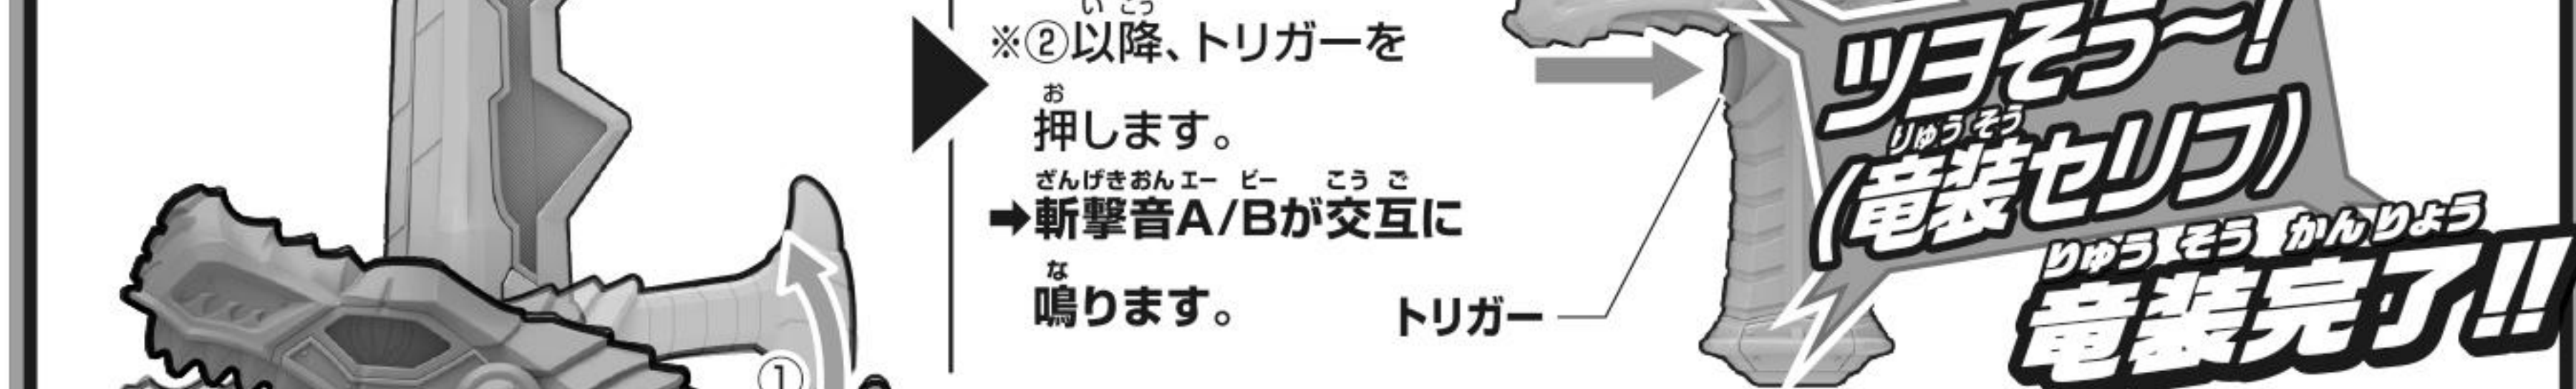 ※②以降、トリガーを
押します。
➡斬撃音A/Bが交互に
鳴ります。
トリガー
ツヨそう〜!
(竜装セリフ)
竜装完了!!
①